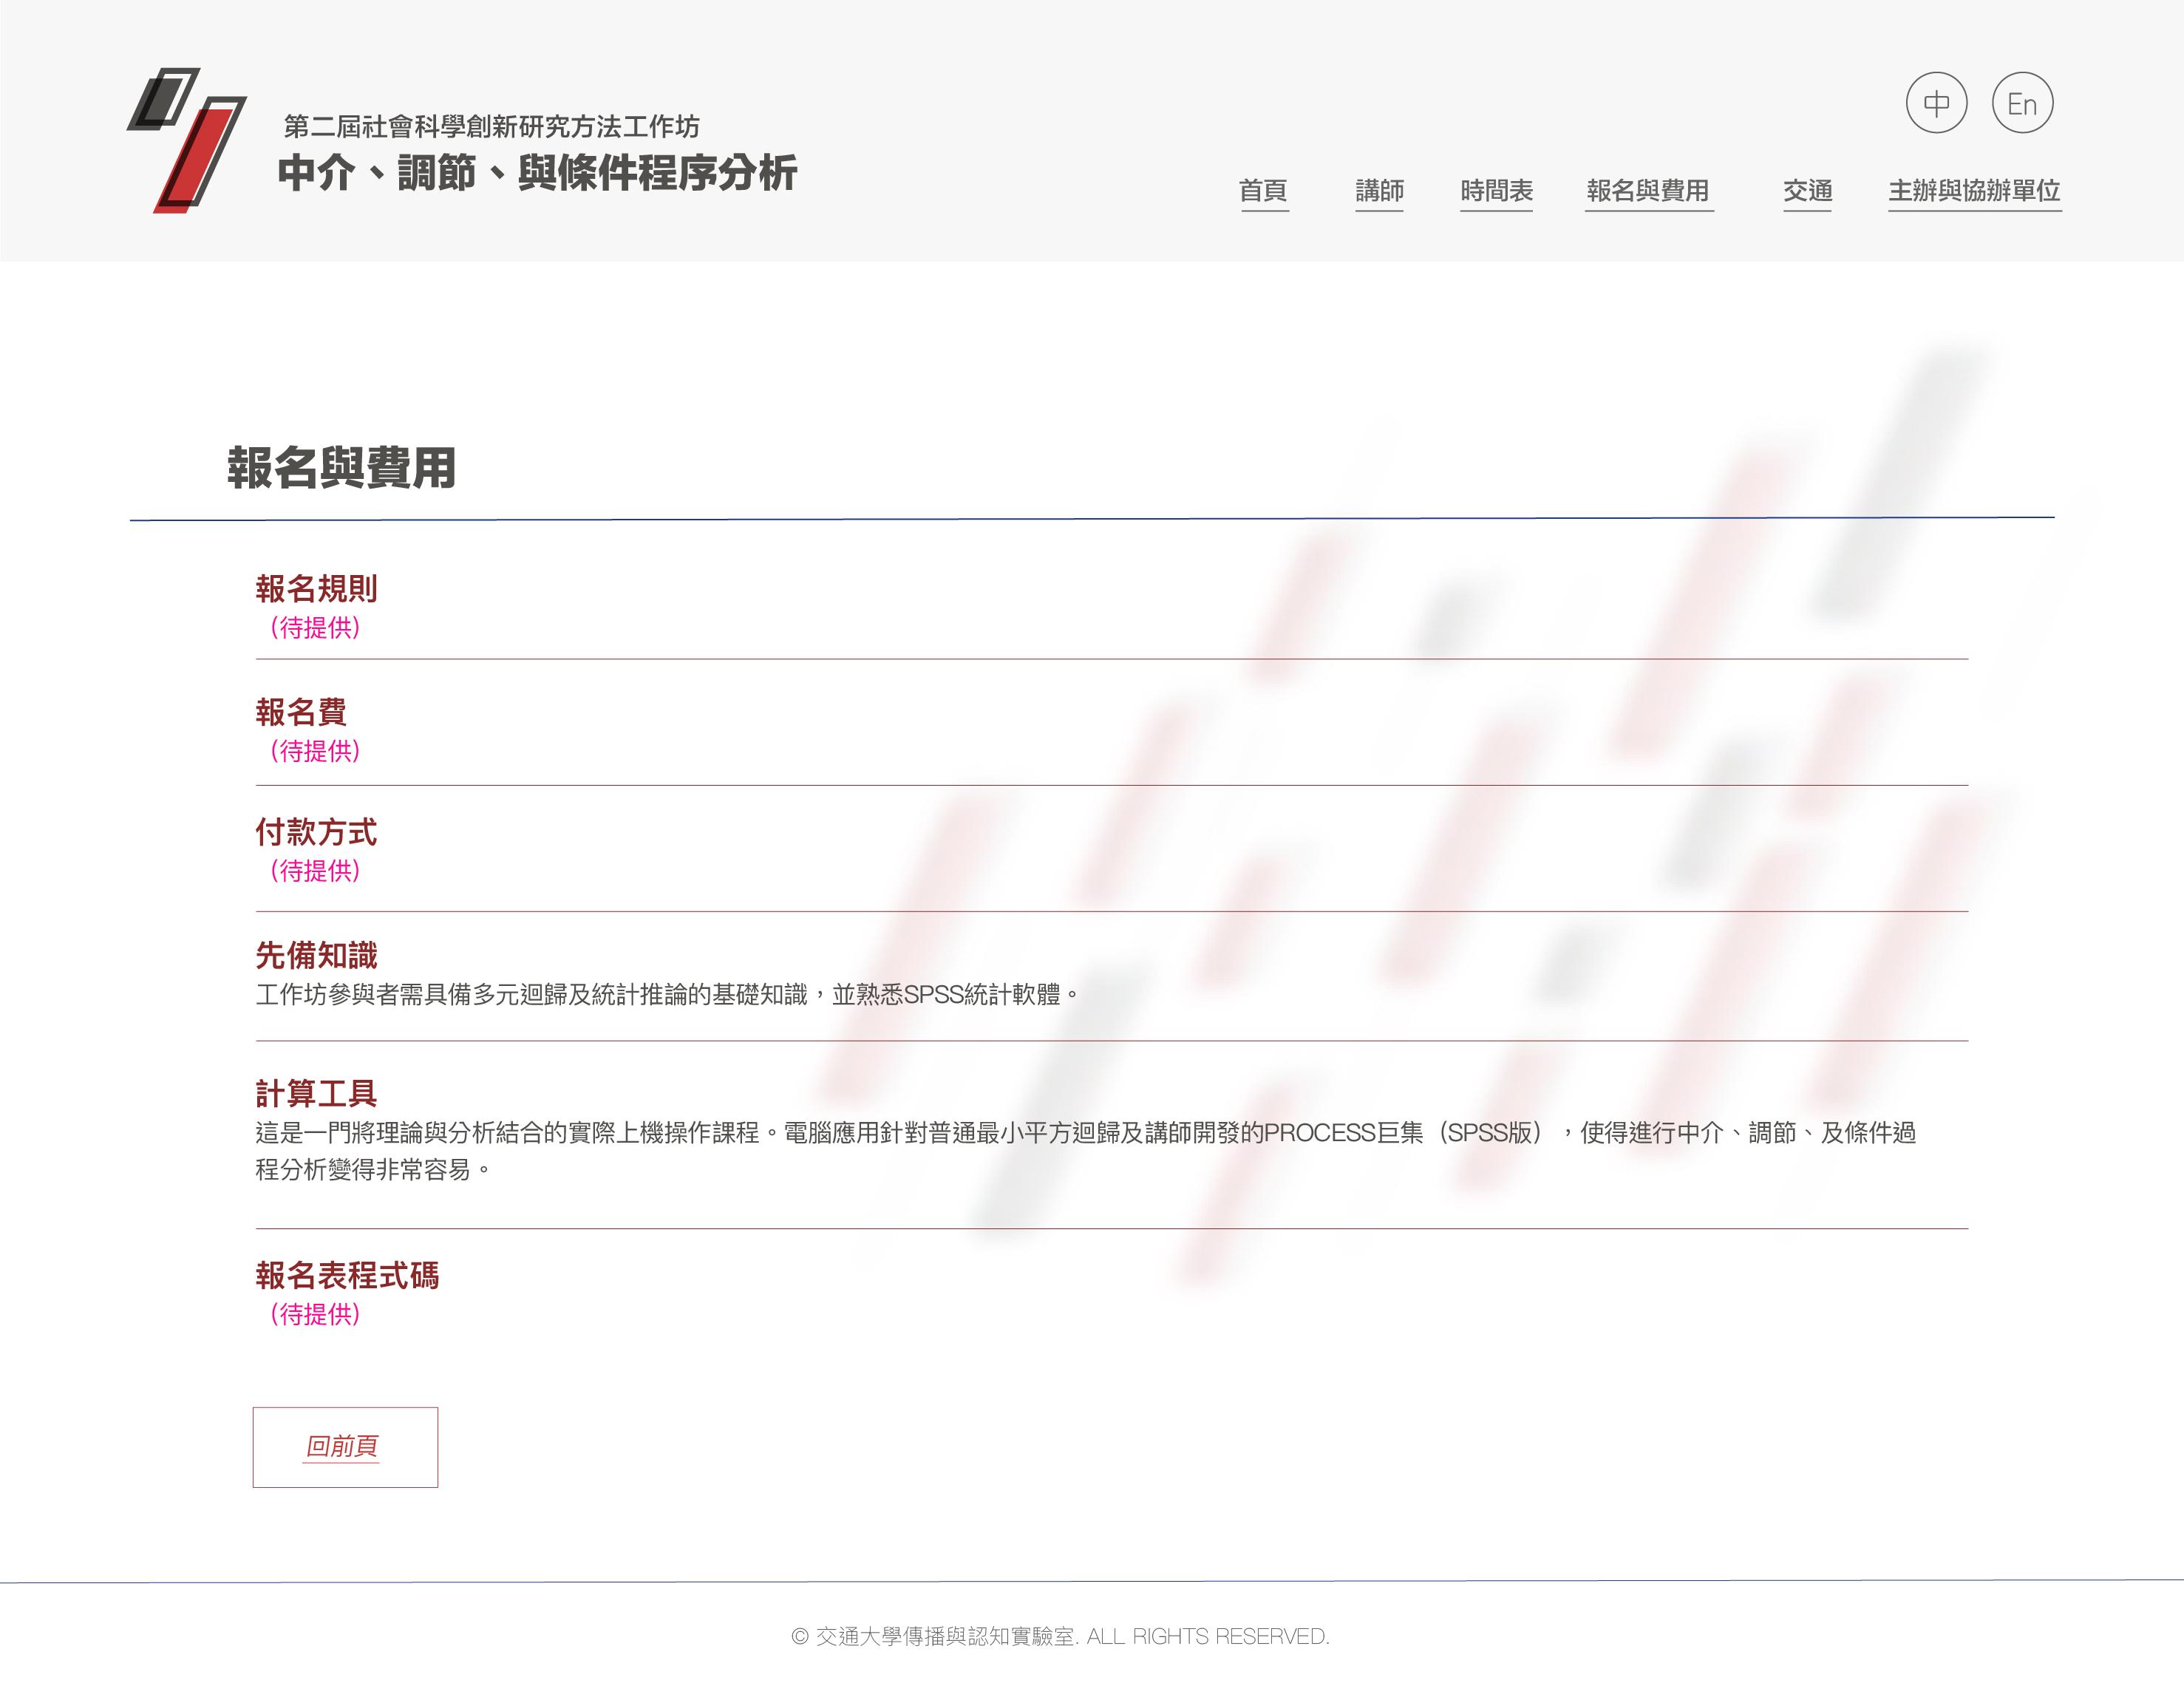 中
En
第二屆社會科學創新研究方法工作坊
中介、調節、與條件程序分析
首頁 講師 時間表 報名與費用 交通 主辦與協辦單位
報名與費用
報名規則
（待提供）
報名費
（待提供）
付款方式
（待提供）
先備知識
工作坊參與者需具備多元迴歸及統計推論的基礎知識，並熟悉SPSS統計軟體。
計算工具
這是一門將理論與分析結合的實際上機操作課程。電腦應用針對普通最小平方迴歸及講師開發的PROCESS巨集（SPSS版），使得進行中介、調節、及條件過
程分析變得非常容易。
報名表程式碼
（待提供）
回前頁
© 交通大學傳播與認知實驗室. ALL RIGHTS RESERVED.